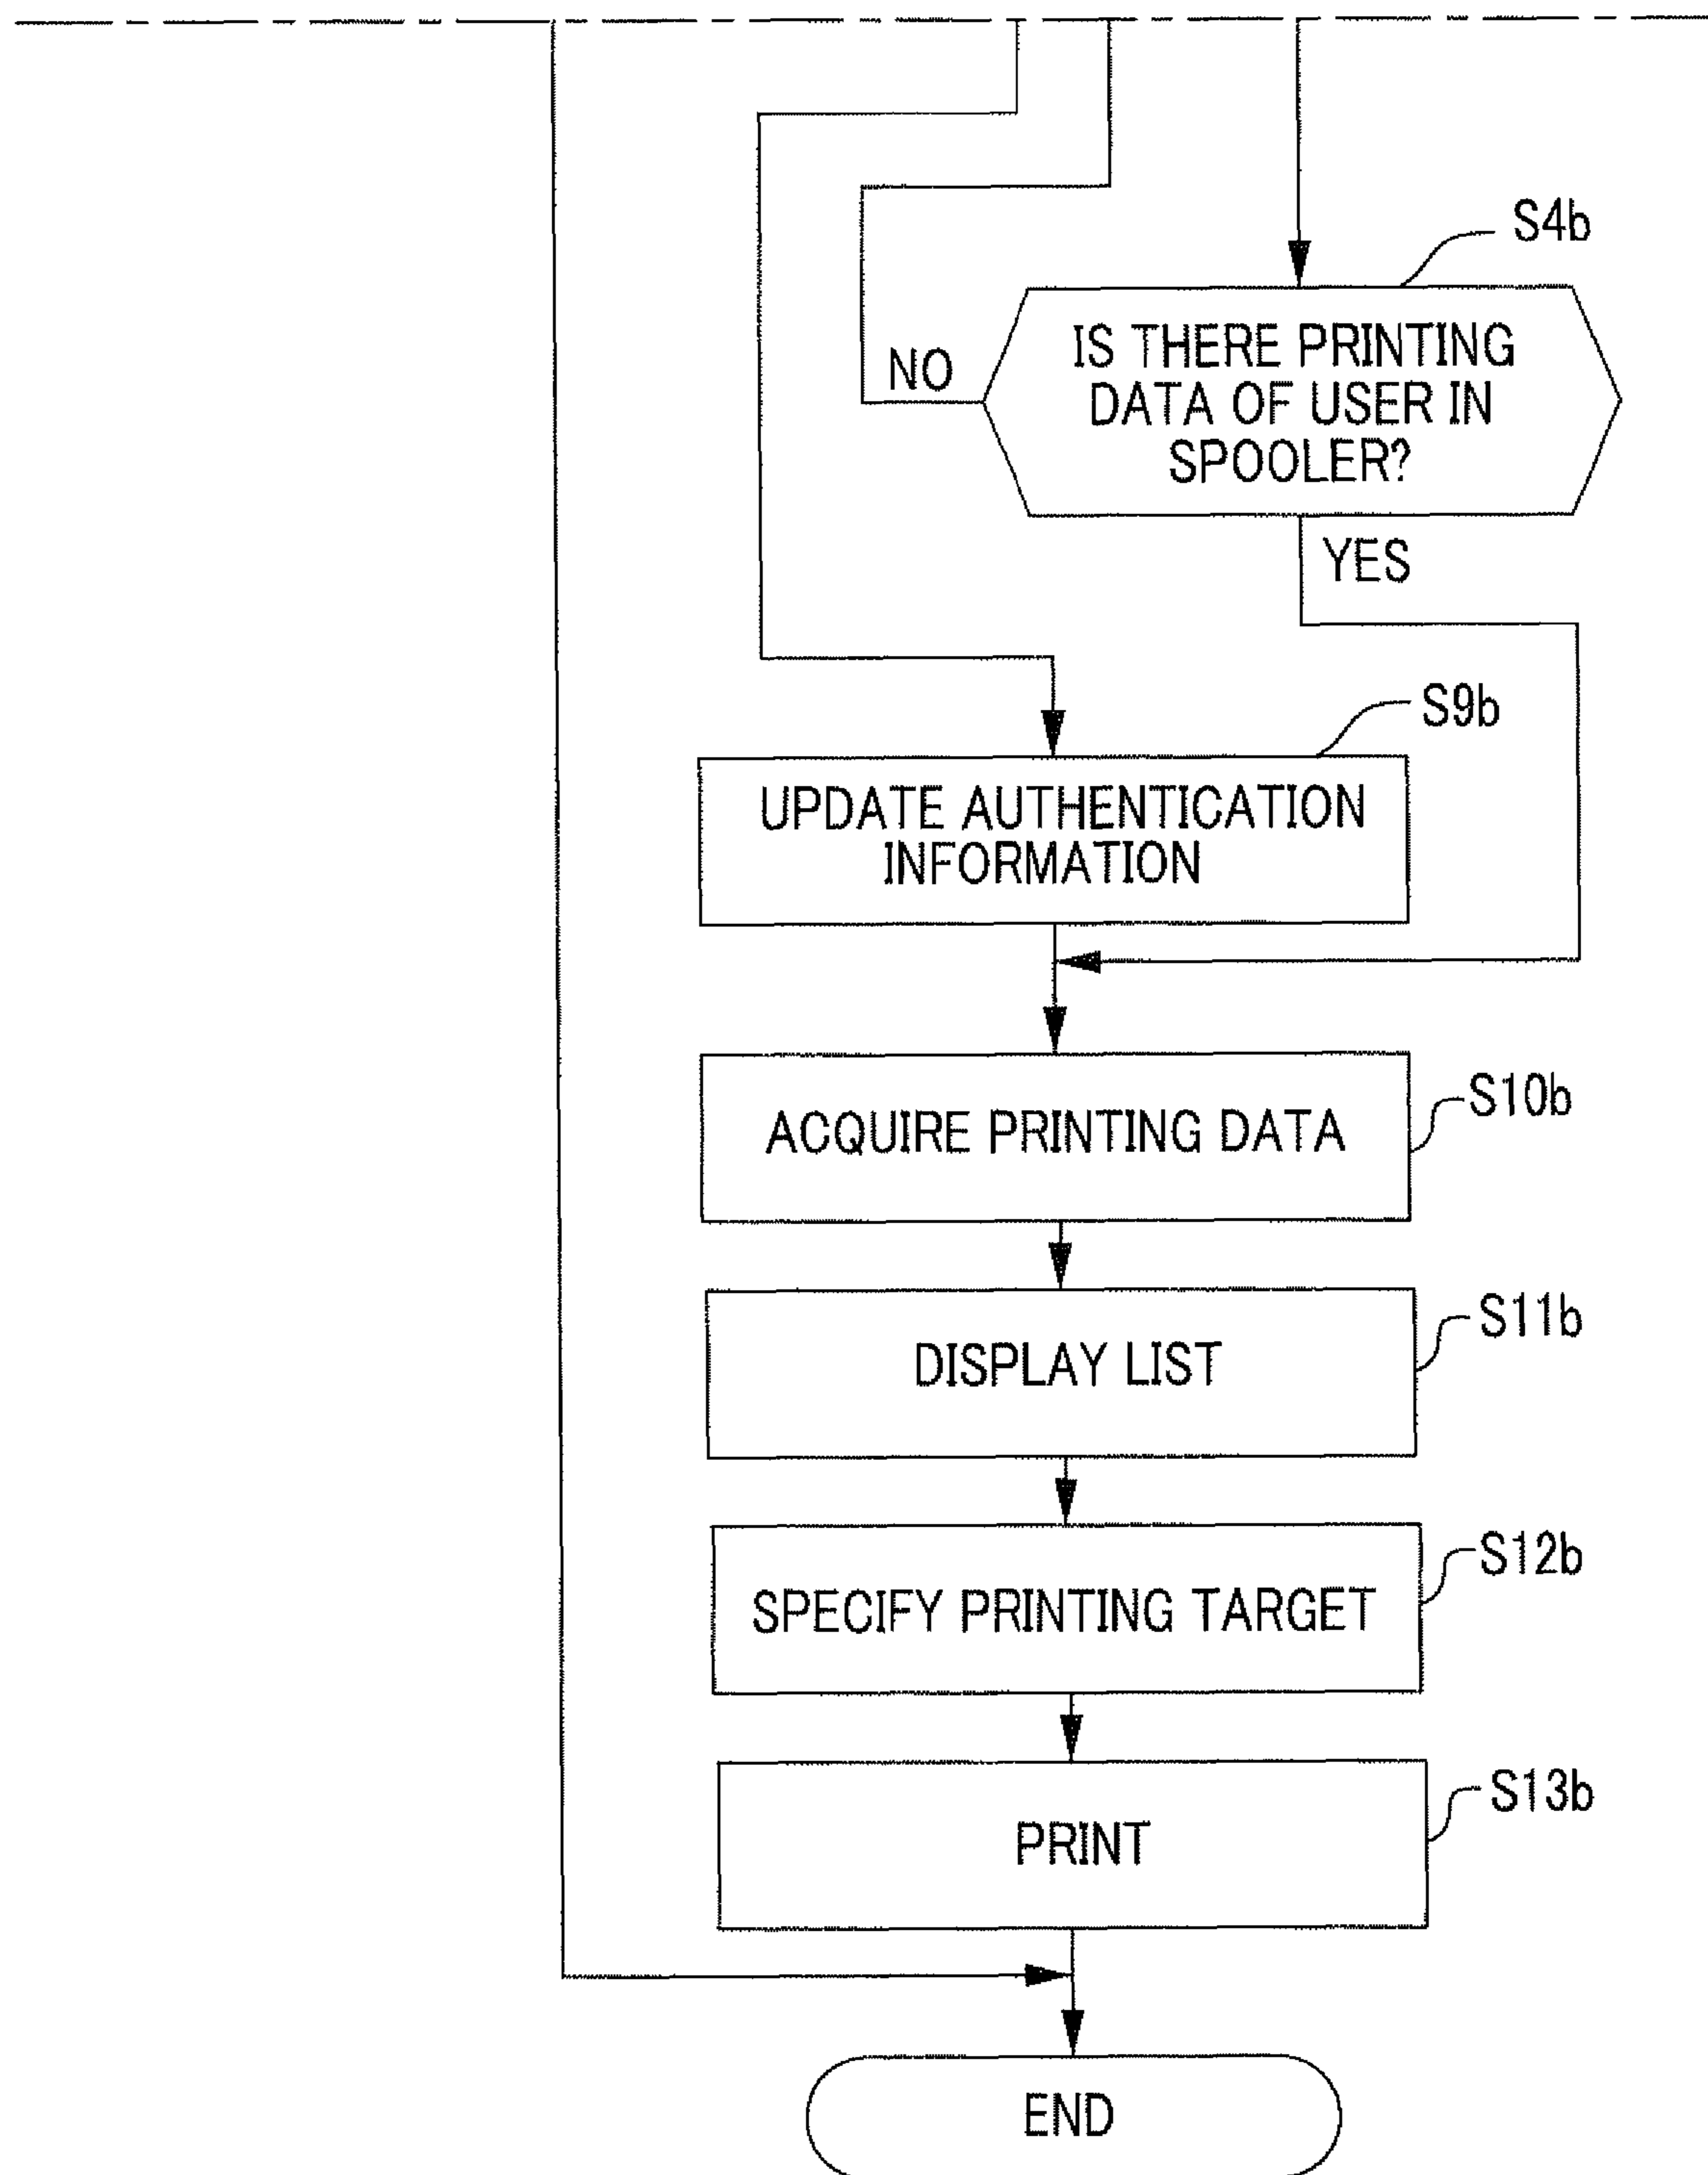 S4b
IS THERE PRINTING
DATA OF USER IN
SPOOLER?
NO
YES
S9b
UPDATE AUTHENTICATION
INFORMATION
S10b
ACQUIRE PRINTING DATA
S11b
DISPLAY LIST
S12b
SPECIFY PRINTING TARGET
S13b
PRINT
END